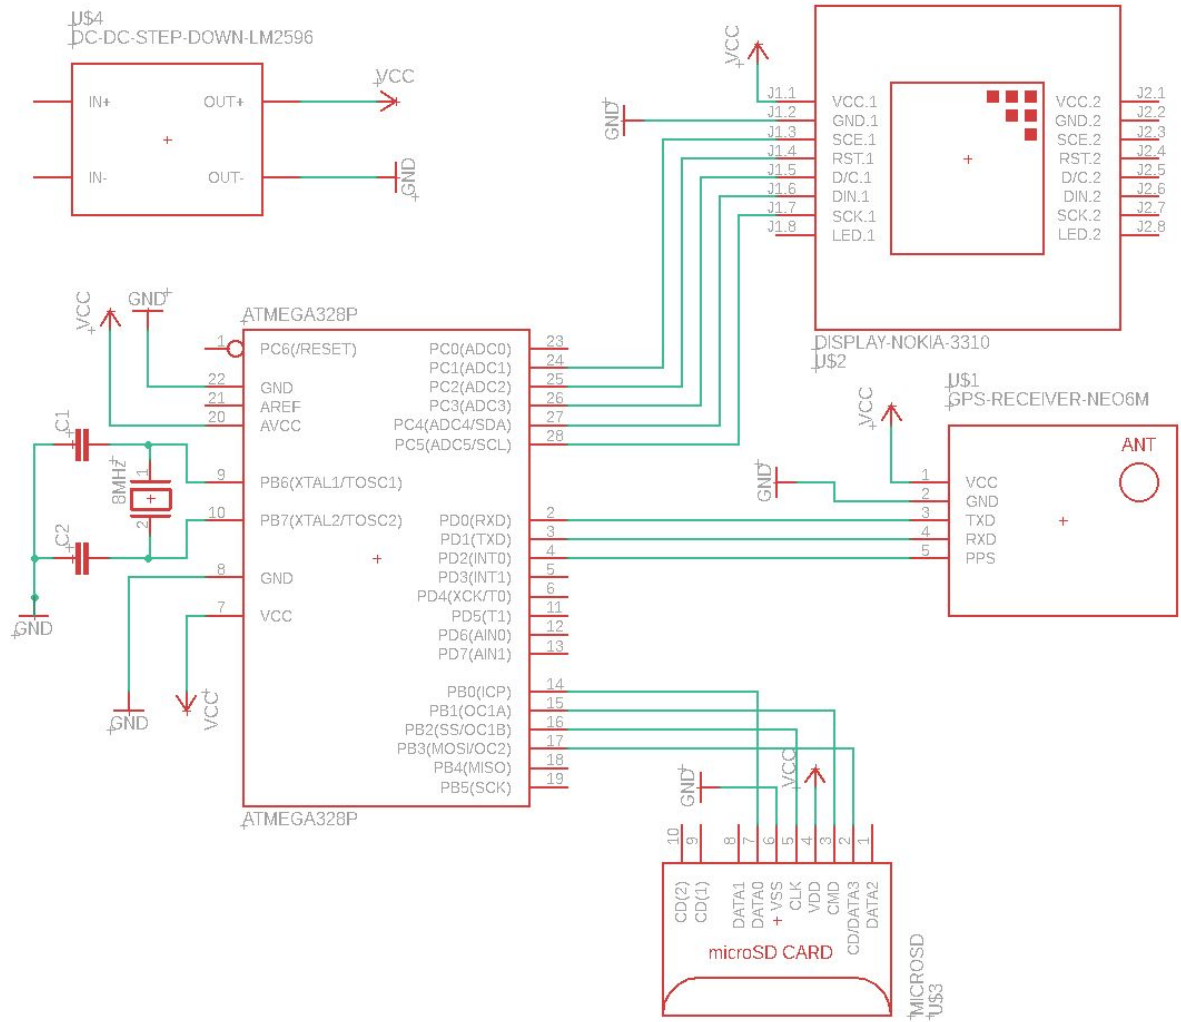 U$4
DC-DC-STEP-DOWN-LM2596
IN+
OUT+
VCC
IN-
OUT-
GND
VCC
GND
J1.1
J1.2
J1.3
J1.4
J1.5
J1.6
J1.7
J1.8
VCC.1
GND.1
SCE.1
RST.1
D/C.1
DIN.1
SCK.1
LED.1
VCC.2
GND.2
SCE.2
RST.2
D/C.2
DIN.2
SCK.2
LED.2
J2.1
J2.2
J2.3
J2.4
J2.5
J2.6
J2.7
J2.8
DISPLAY-NOKIA-3310
U$2
VCC
GND
ATMEGA328P
1 PC6(/RESET)
22 GND
21 AREF
20 AVCC
9 PB6(XTAL1/TOSC1)
10 PB7(XTAL2/TOSC2)
8 GND
7 VCC
C1
C2
8MHz
1
2
GND
GND
VCC
PC0(ADC0) 23
PC1(ADC1) 24
PC2(ADC2) 25
PC3(ADC3) 26
PC4(ADC4/SDA) 27
PC5(ADC5/SCL) 28
PD0(RXD) 2
PD1(TXD) 3
PD2(INT0) 4
PD3(INT1) 5
PD4(XCK/T0) 6
PD5(T1) 11
PD6(AIN0) 12
PD7(AIN1) 13
PB0(ICP) 14
PB1(OC1A) 15
PB2(SS/OC1B) 16
PB3(MOSI/OC2) 17
PB4(MISO) 18
PB5(SCK) 19
ATMEGA328P
U$1
GPS-RECEIVER-NEO6M
VCC
GND
ANT
1 VCC
2 GND
3 TXD
4 RXD
5 PPS
GND
VCC
10 CD(2)
9 CD(1)
8 DATA1
7 DATA0
6 VSS
5 CLK
4 VDD
3 CMD
2 CD/DATA3
1 DATA2
microSD CARD
MICROSD
U$3